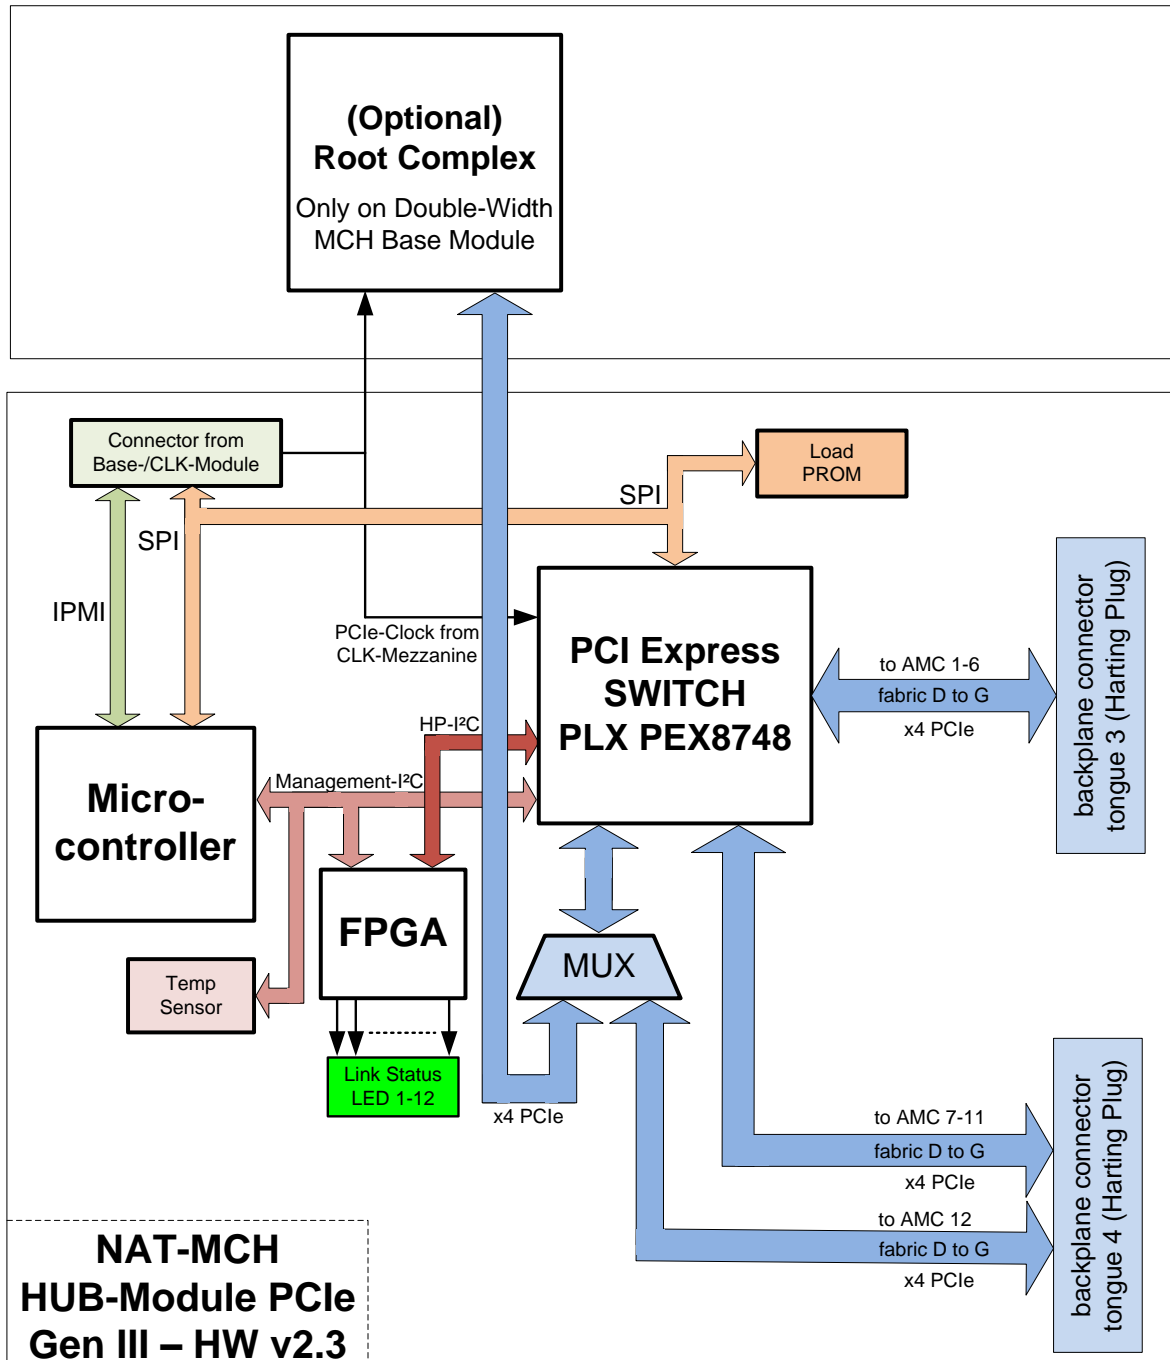 (Optional)
Root Complex
Only on Double-Width
MCH Base Module
Connector from
Base-/CLK-Module
Load
PROM
SPI
SPI
IPMI
PCIe-Clock from
CLK-Mezzanine
PCI Express
SWITCH
PLX PEX8748
to AMC 1-6
fabric D to G
x4 PCIe
backplane connector
tongue 3 (Harting Plug)
HP-I²C
Management-I²C
Micro-
controller
FPGA
MUX
Temp
Sensor
Link Status
LED 1-12
x4 PCIe
to AMC 7-11
fabric D to G
x4 PCIe
to AMC 12
fabric D to G
x4 PCIe
backplane connector
tongue 4 (Harting Plug)
NAT-MCH
HUB-Module PCIe
Gen III – HW v2.3